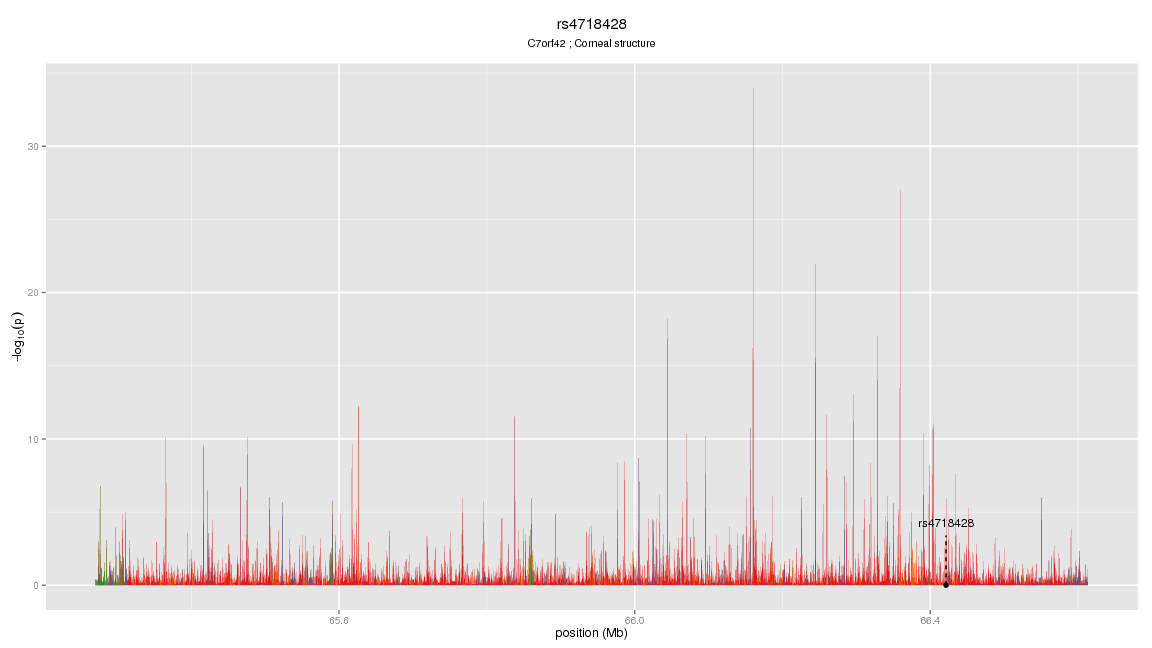 rs4718428
C7orf42 ; Corneal structure
30
20
10
0
−log10(p)
rs4718428
65.6
66.0
66.4
position (Mb)